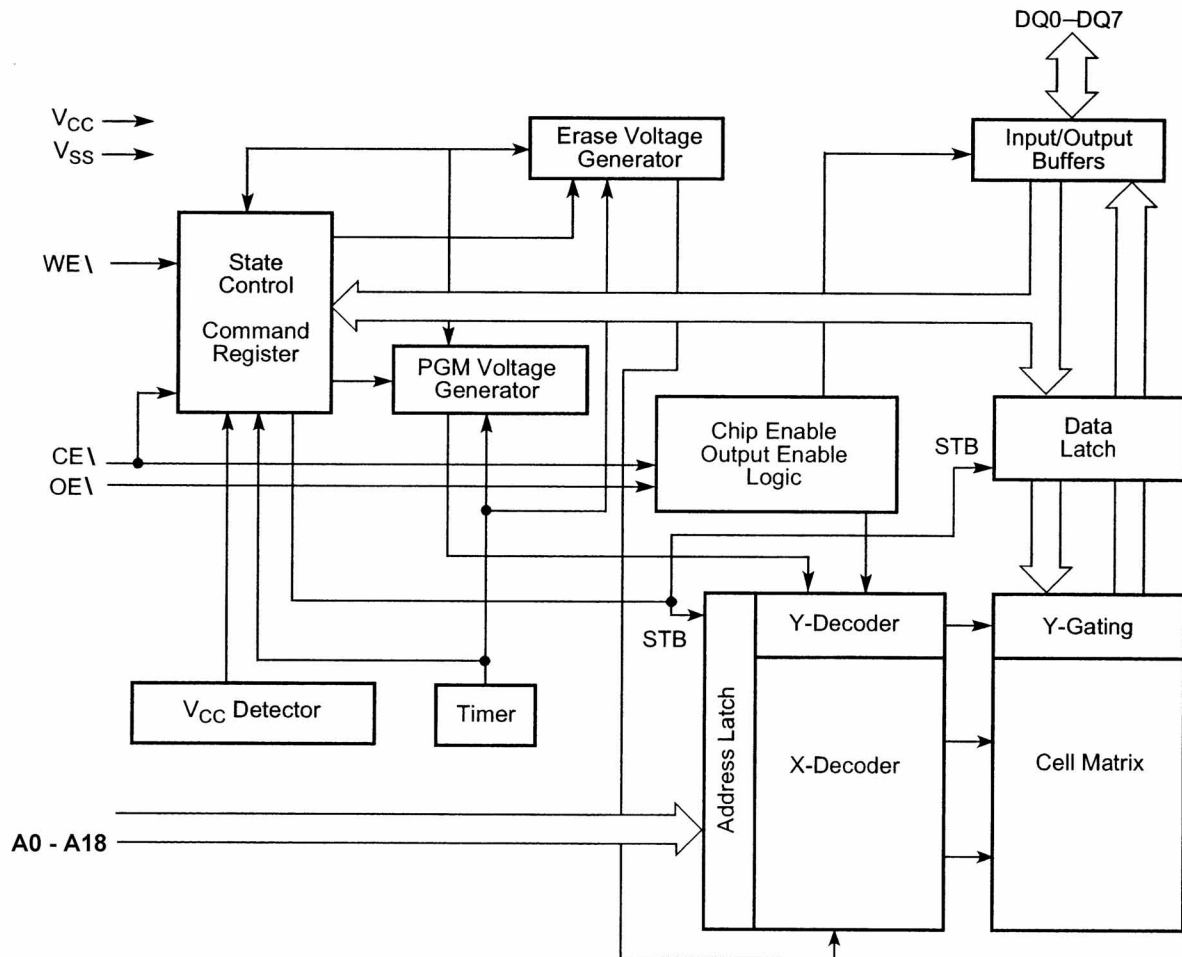 DQ0–DQ7
VCC
VSS
Erase Voltage
Generator
Input/Output
Buffers
WE\
State
Control
Command
Register
PGM Voltage
Generator
Chip Enable
Output Enable
Logic
STB
Data
Latch
CE\
OE\
STB
Address Latch
Y-Decoder
Y-Gating
VCC Detector
Timer
X-Decoder
Cell Matrix
A0 - A18